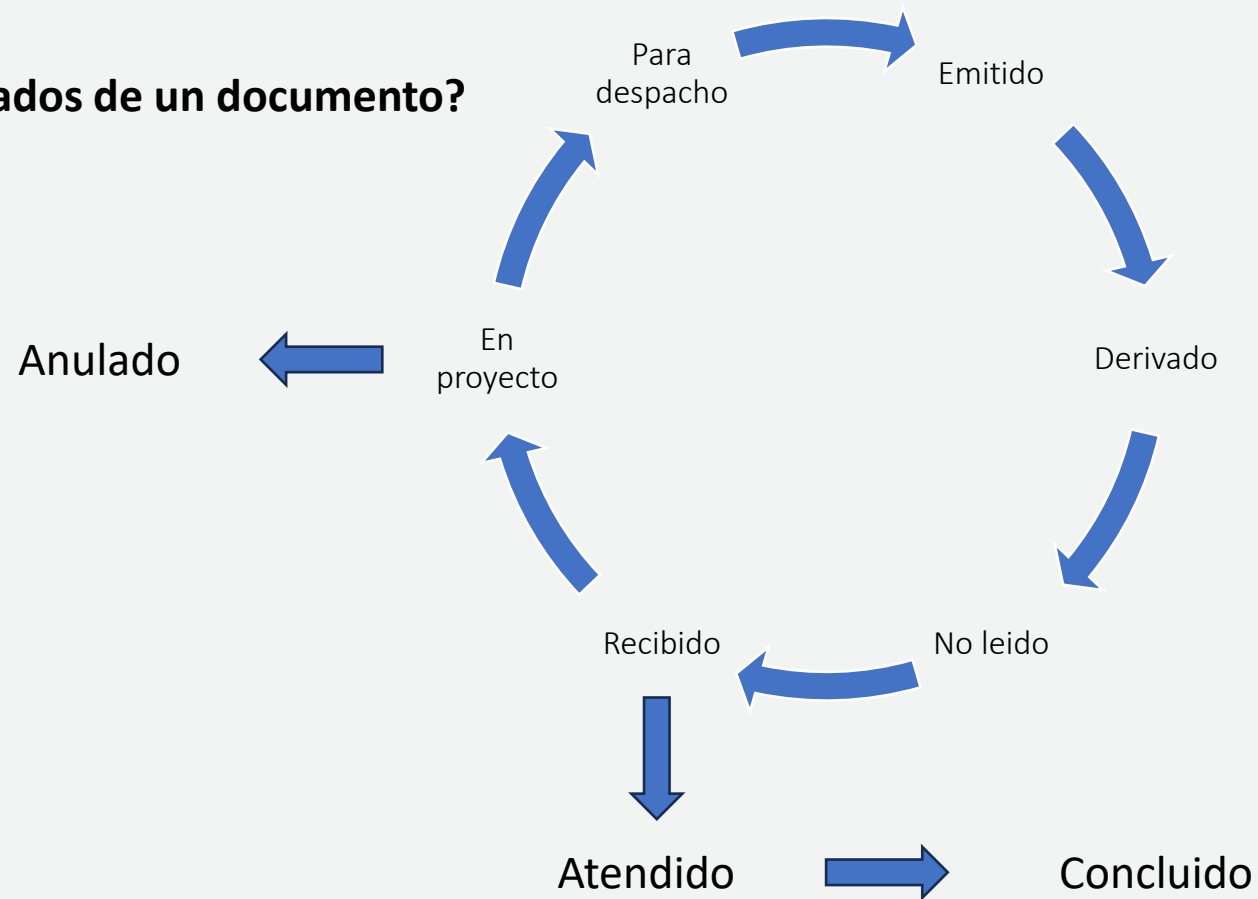 ados de un documento?
Para
despacho
Emitido
En
proyecto
Anulado
Derivado
Recibido
No leido
Atendido
Concluido